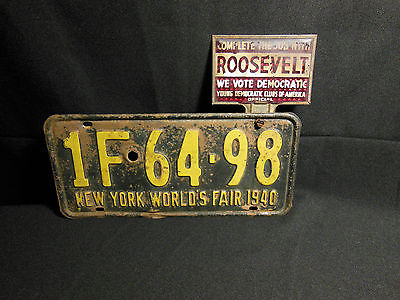 COMPLETE THE JOB WITH
ROOSEVELT
WE VOTE DEMOCRATIC
YOUNG DEMOCRATIC CLUBS OF AMERICA
OFFICIAL
1F 64·98
NEW YORK WORLD'S FAIR 1940